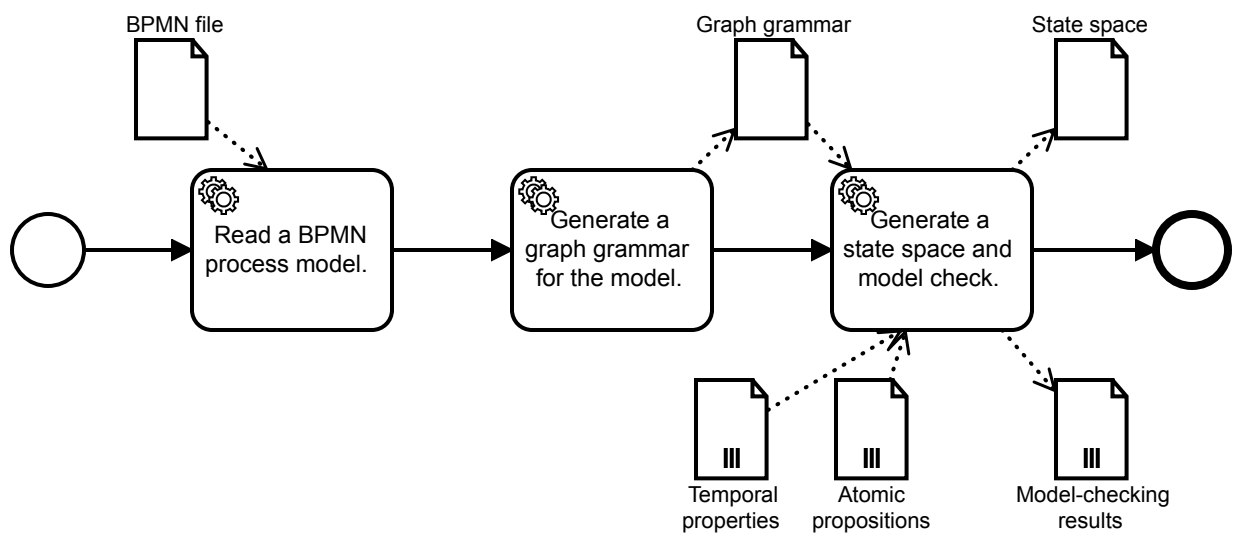 BPMN file
Graph grammar
State space
Read a BPMN
process model.
Generate a
graph grammar
for the model.
Generate a
state space and
model check.
Temporal
properties
Atomic
propositions
Model-checking
results